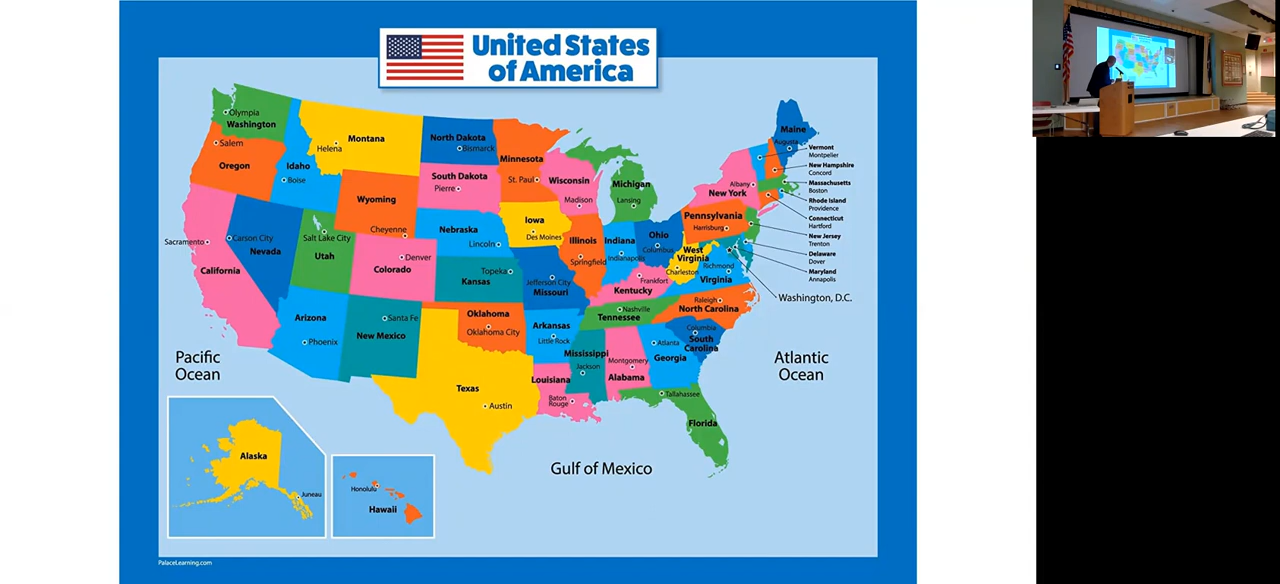 United States
of America
Olympia
Washington
Salem
Oregon
Idaho
Boise
Montana
Helena
North Dakota
Bismarck
Minnesota
St. Paul
South Dakota
Pierre
Wyoming
Cheyenne
Wisconsin
Madison
Michigan
Lansing
Iowa
Des Moines
Nebraska
Lincoln
Sacramento
Carson City
Nevada
California
Salt Lake City
Utah
Denver
Colorado
Topeka
Kansas
Jefferson City
Missouri
Illinois
Springfield
Indiana
Indianapolis
Ohio
Columbus
West
Virginia
Charleston
Richmond
Virginia
Frankfort
Kentucky
Pennsylvania
Harrisburg
Albany
New York
Maine
Augusta
Vermont
Montpelier
New Hampshire
Concord
Massachusetts
Boston
Rhode Island
Providence
Connecticut
Hartford
New Jersey
Trenton
Delaware
Dover
Maryland
Annapolis
Washington, D.C.
Arizona
Phoenix
Santa Fe
New Mexico
Oklahoma
Oklahoma City
Arkansas
Little Rock
Nashville
Tennessee
Raleigh
North Carolina
Columbia
South
Carolina
Atlanta
Georgia
Montgomery
Alabama
Mississippi
Jackson
Louisiana
Baton
Rouge
Texas
Austin
Tallahassee
Florida
Pacific
Ocean
Atlantic
Ocean
Gulf of Mexico
Alaska
Juneau
Honolulu
Hawaii
PalaceLearning.com